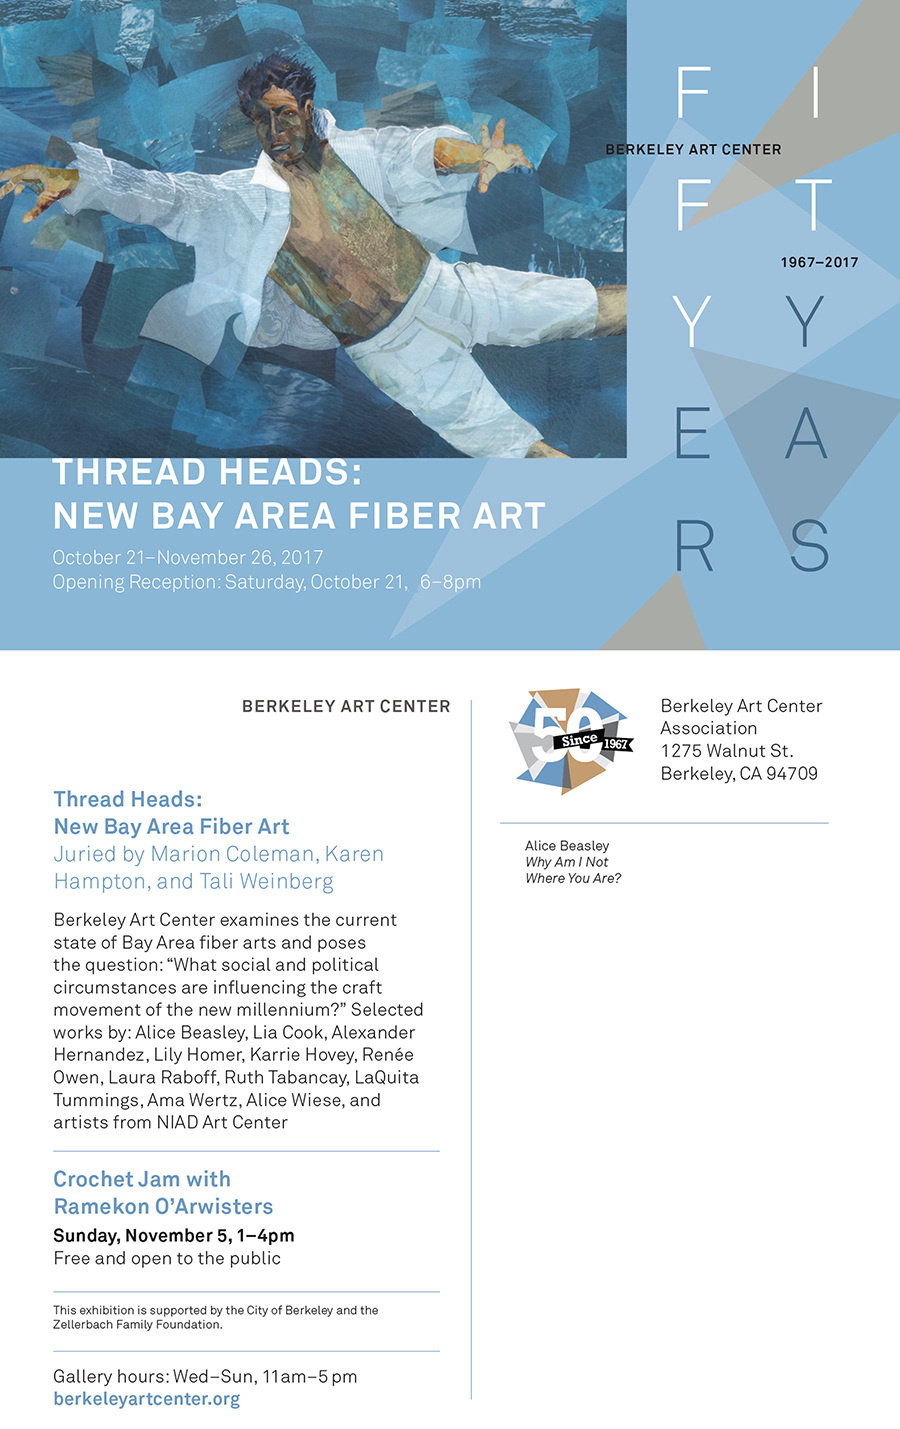 F I
BERKELEY ART CENTER
F T
1967–2017
Y Y
E A
R S
THREAD HEADS:
NEW BAY AREA FIBER ART
October 21–November 26, 2017
Opening Reception: Saturday, October 21, 6–8pm
BERKELEY ART CENTER
Thread Heads:
New Bay Area Fiber Art
Juried by Marion Coleman, Karen
Hampton, and Tali Weinberg
Berkeley Art Center examines the current
state of Bay Area fiber arts and poses
the question: “What social and political
circumstances are influencing the craft
movement of the new millennium?” Selected
works by: Alice Beasley, Lia Cook, Alexander
Hernandez, Lily Homer, Karrie Hovey, Renée
Owen, Laura Raboff, Ruth Tabancay, LaQuita
Tummings, Ama Wertz, Alice Wiese, and
artists from NIAD Art Center
Crochet Jam with
Ramekon O’Arwisters
Sunday, November 5, 1–4pm
Free and open to the public
This exhibition is supported by the City of Berkeley and the
Zellerbach Family Foundation.
Gallery hours: Wed–Sun, 11am–5 pm
berkeleyartcenter.org
50
Since 1967
Berkeley Art Center
Association
1275 Walnut St.
Berkeley, CA 94709
Alice Beasley
Why Am I Not
Where You Are?